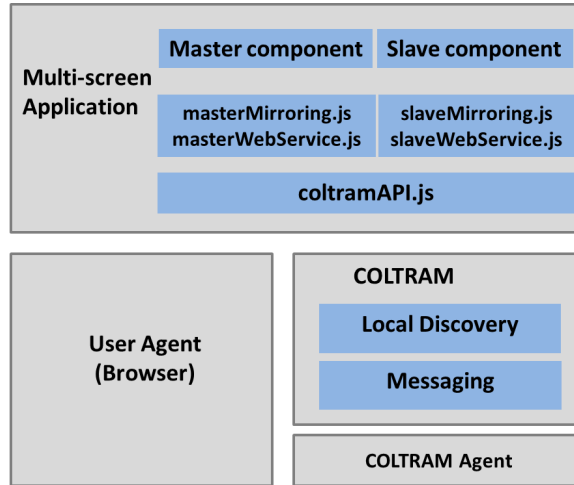 Multi-screen
Application
Master component
Slave component
masterMirroring.js
masterWebService.js
slaveMirroring.js
slaveWebService.js
coltramAPI.js
User Agent
(Browser)
COLTRAM
Local Discovery
Messaging
COLTRAM Agent